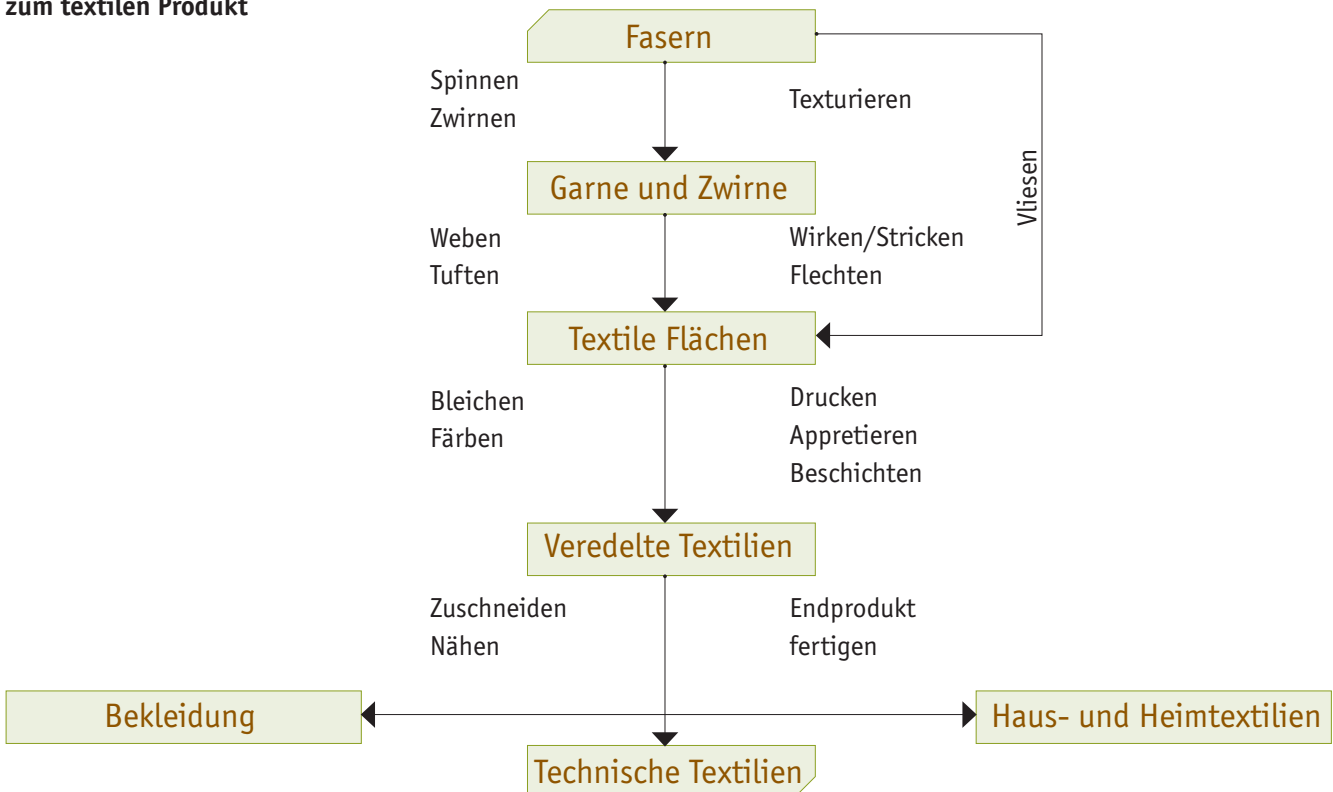 zum textilen Produkt
Fasern
Spinnen
Zwirnen
Texturieren
Vliesen
Garne und Zwirne
Weben
Tuften
Wirken/Stricken
Flechten
Textile Flächen
Bleichen
Färben
Drucken
Appretieren
Beschichten
Veredelte Textilien
Zuschneiden
Nähen
Endprodukt
fertigen
Bekleidung
Haus- und Heimtextilien
Technische Textilien